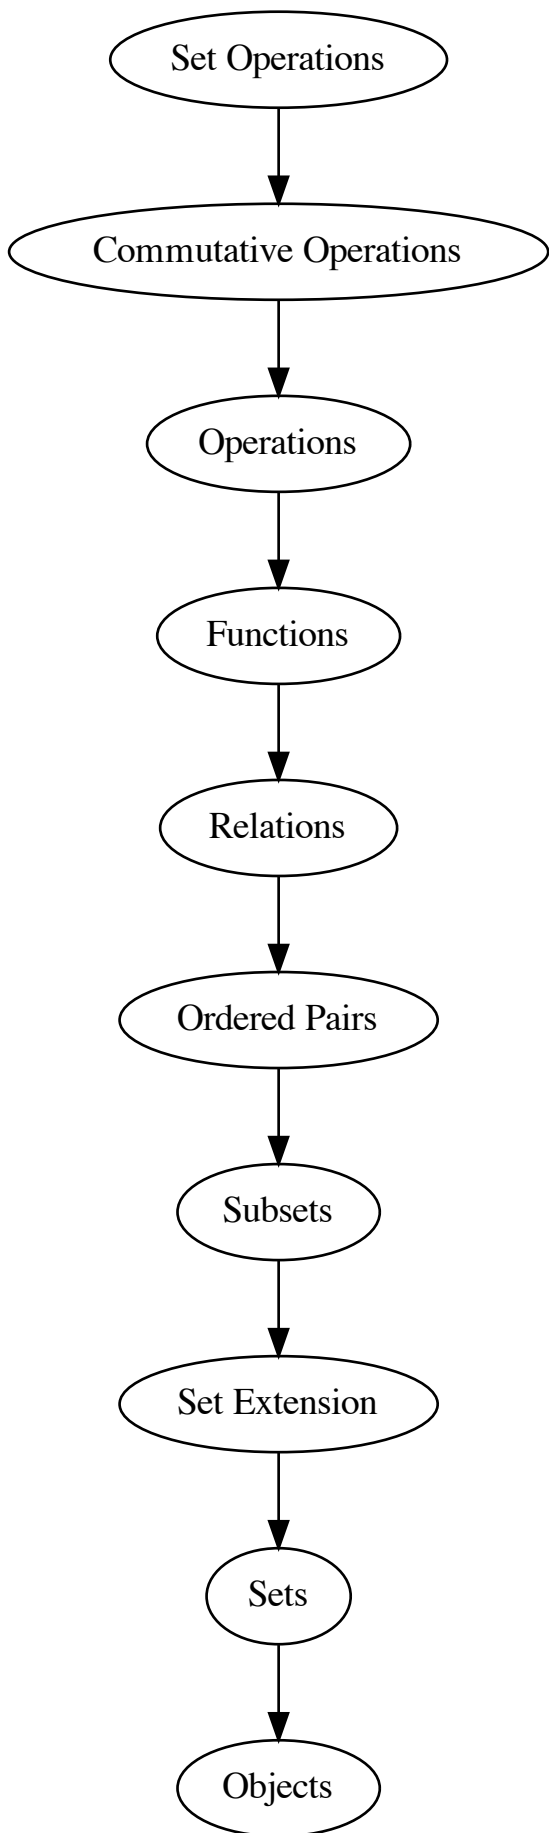 Set Operations
Commutative Operations
Operations
Functions
Relations
Ordered Pairs
Subsets
Set Extension
Sets
Objects